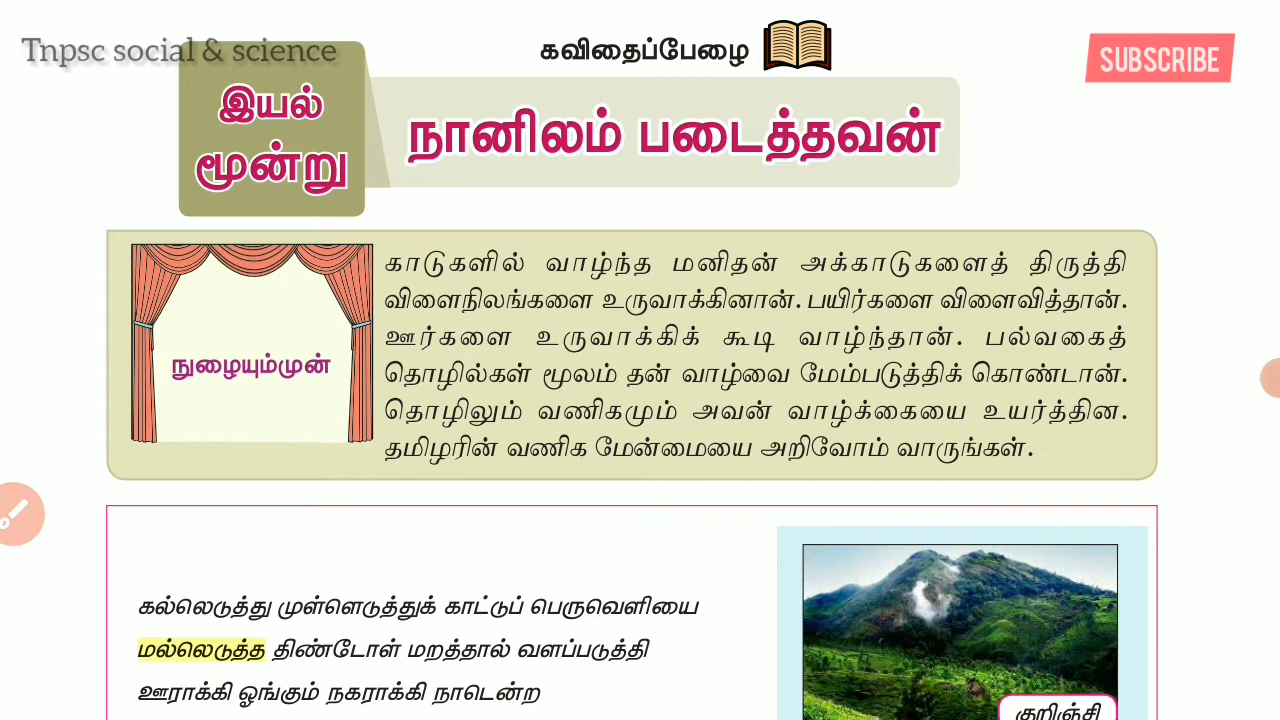 Tnpsc social & science
கவிதைப்பேழை
SUBSCRIBE
இயல்
மூன்று
நானிலம் படைத்தவன்
நுழையும்முன்
காடுகளில் வாழ்ந்த மனிதன் அக்காடுகளைத் திருத்தி
விளைநிலங்களை உருவாக்கினான். பயிர்களை விளைவித்தான்.
ஊர்களை உருவாக்கிக் கூடி வாழ்ந்தான். பல்வகைத்
தொழில்கள் மூலம் தன் வாழ்வை மேம்படுத்திக் கொண்டான்.
தொழிலும் வணிகமும் அவன் வாழ்க்கையை உயர்த்தின.
தமிழரின் வணிக மேன்மையை அறிவோம் வாருங்கள்.
கல்லெடுத்து முள்ளெடுத்துக் காட்டுப் பெருவெளியை
மல்லெடுத்த திண்டோள் மறத்தால் வளப்படுத்தி
ஊராக்கி ஓங்கும் நகராக்கி நாடென்ற
குறிஞ்சி